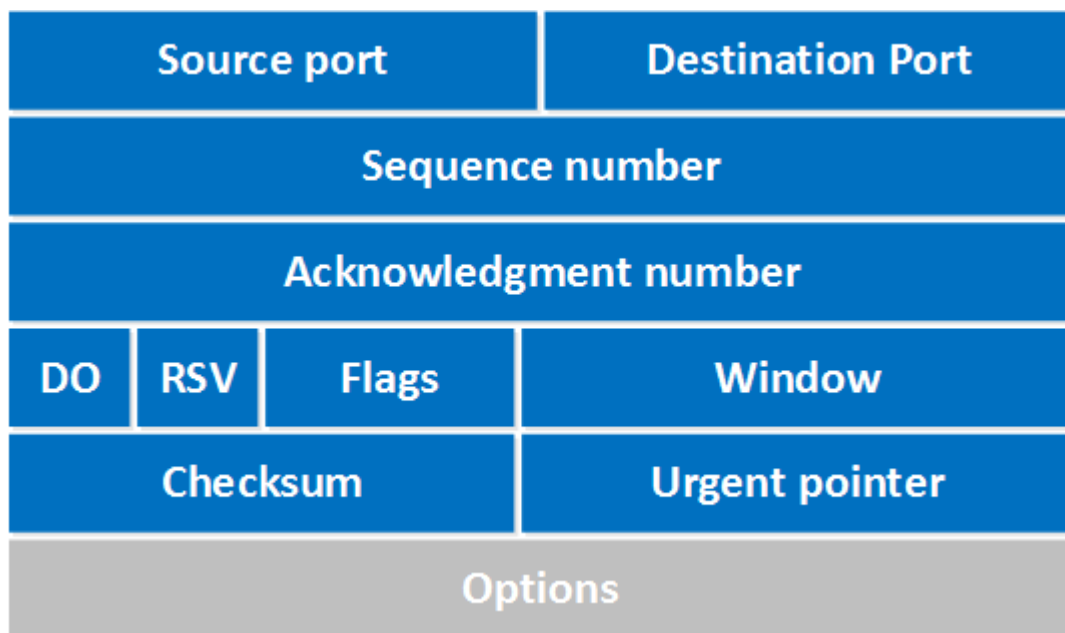 Source port Destination Port
Sequence number
Acknowledgment number
DO RSV Flags Window
Checksum Urgent pointer
Options